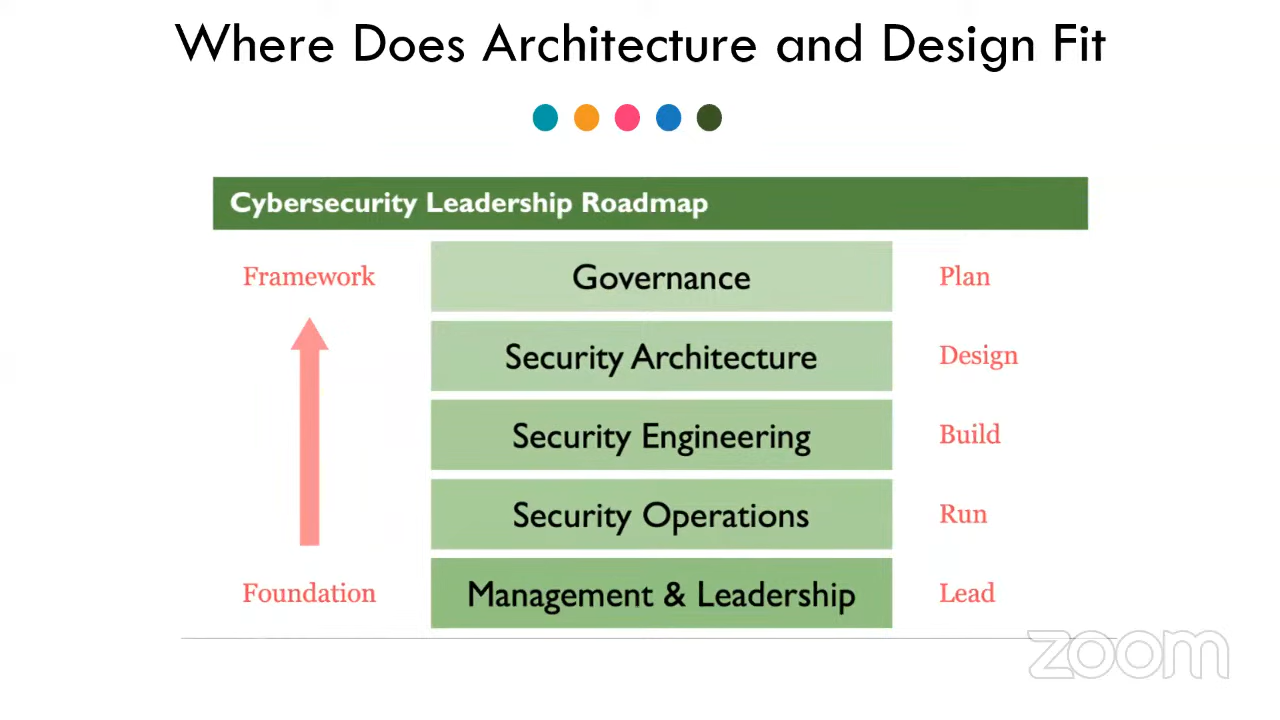 Where Does Architecture and Design Fit
Cybersecurity Leadership Roadmap
Framework
Governance
Plan
Security Architecture
Design
Security Engineering
Build
Security Operations
Run
Foundation
Management & Leadership
Lead
zoom